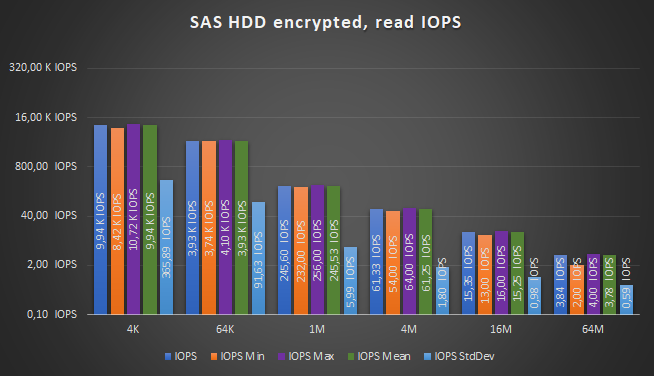 SAS HDD encrypted, read IOPS
320,00 K IOPS
16,00 K IOPS
800,00 IOPS
40,00 IOPS
2,00 IOPS
0,10 IOPS
9,94 K IOPS
8,42 K IOPS
10,72 K IOPS
9,94 K IOPS
365,89 IOPS
3,93 K IOPS
3,74 K IOPS
4,10 K IOPS
3,93 K IOPS
91,63 IOPS
245,60 IOPS
232,00 IOPS
256,00 IOPS
245,53 IOPS
5,99 IOPS
61,33 IOPS
54,00 IOPS
64,00 IOPS
61,25 IOPS
1,80 IOPS
15,35 IOPS
13,00 IOPS
16,00 IOPS
15,25 IOPS
0,98 IOPS
3,84 IOPS
2,00 IOPS
4,00 IOPS
3,78 IOPS
0,59 IOPS
4K 64K 1M 4M 16M 64M
IOPS IOPS Min IOPS Max IOPS Mean IOPS StdDev